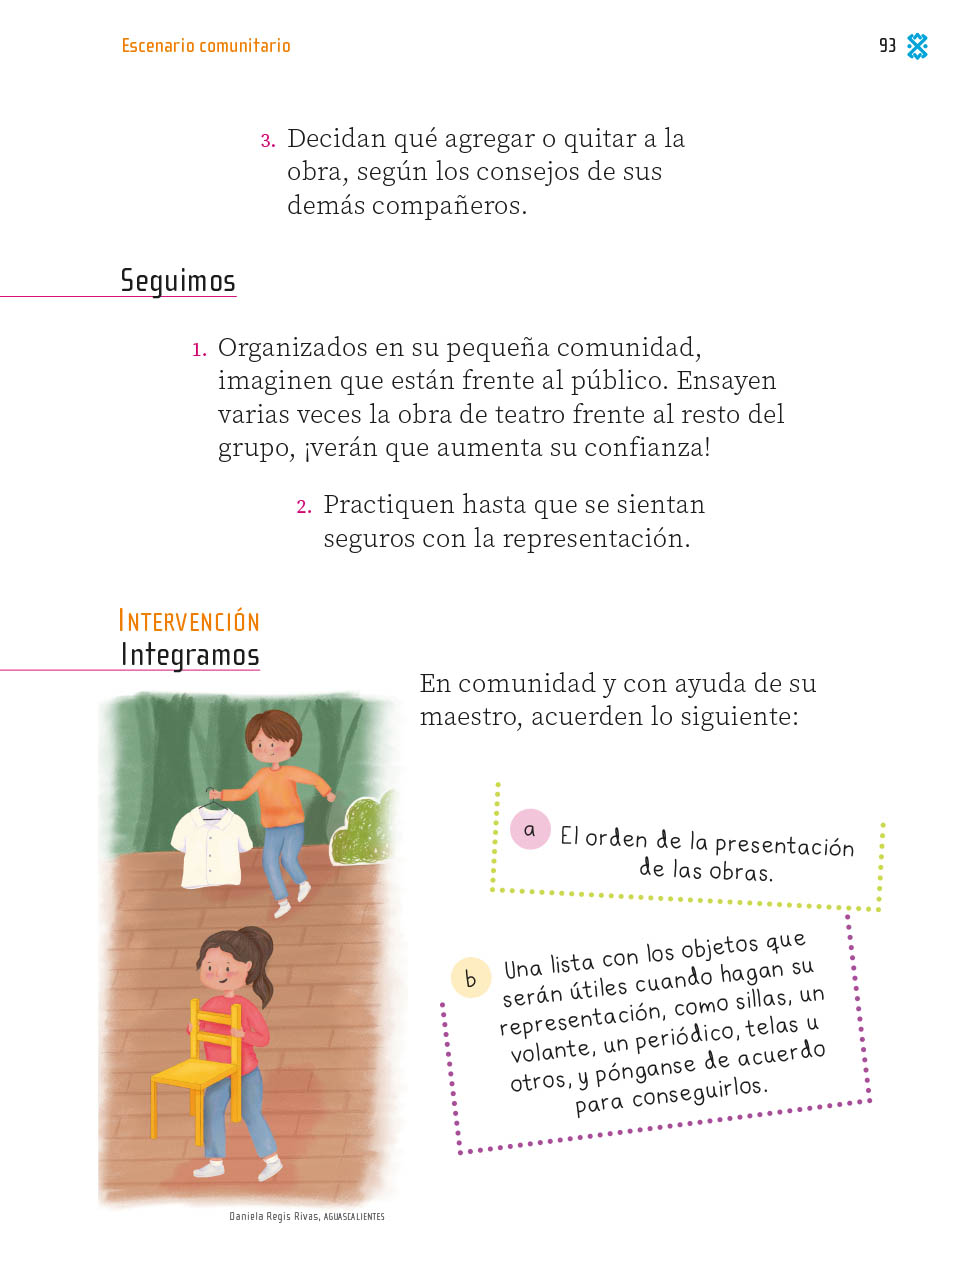 Escenario comunitario
93
3. Decidan qué agregar o quitar a la
obra, según los consejos de sus
demás compañeros.
Seguimos
1. Organizados en su pequeña comunidad,
imaginen que están frente al público. Ensayen
varias veces la obra de teatro frente al resto del
grupo, ¡verán que aumenta su confianza!
2. Practiquen hasta que se sientan
seguros con la representación.
INTERVENCIÓN
Integramos
En comunidad y con ayuda de su
maestro, acuerden lo siguiente:
a El orden de la presentación
de las obras.
b Una lista con los objetos que
serán útiles cuando hagan su
representación, como sillas, un
volante, un periódico, telas u
otros, y pónganse de acuerdo
para conseguirlos.
Daniela Regis Rivas, AGUASCALIENTES